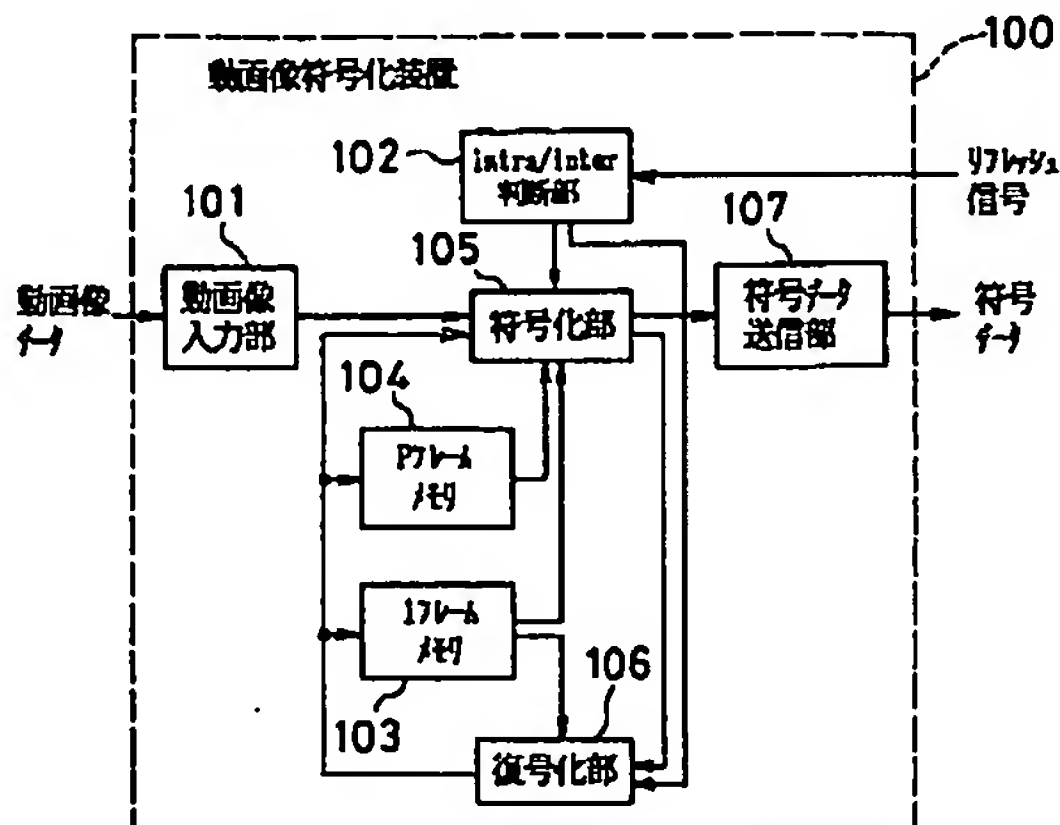 100
動画像符号化装置
102
intra/inter
判断部
リフレッシュ
信号
101
105
107
動画像
データ
動画像
入力部
符号化部
符号データ
送信部
符号
データ
104
Pフレーム
メモリ
Iフレーム
メモリ
103
106
復号化部